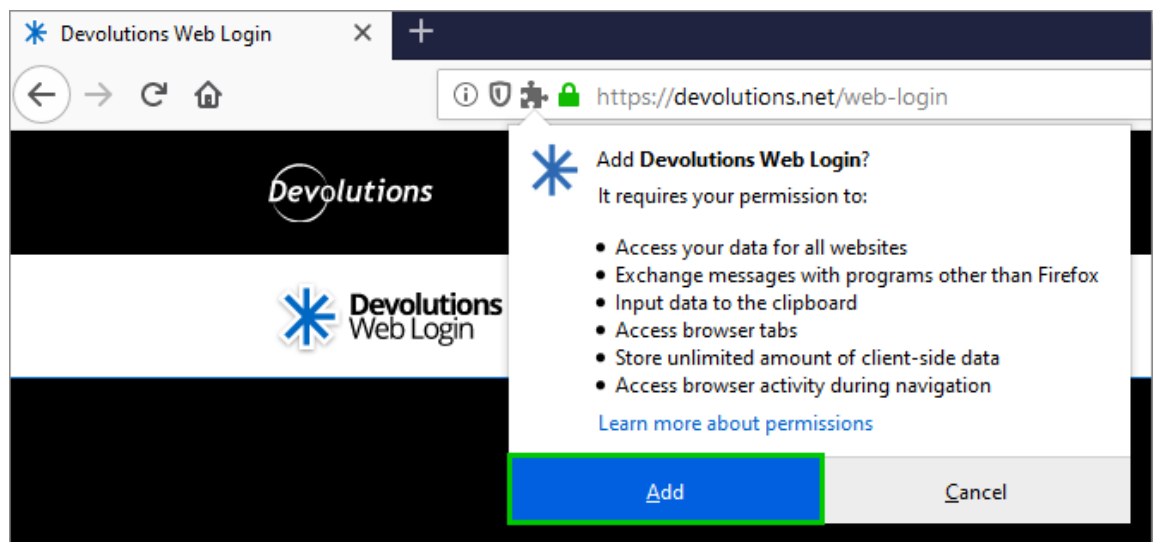 Devolutions Web Login
https://devolutions.net/web-login
Devolutions
Devolutions
Web Login
Add Devolutions Web Login?
It requires your permission to:
• Access your data for all websites
• Exchange messages with programs other than Firefox
• Input data to the clipboard
• Access browser tabs
• Store unlimited amount of client-side data
• Access browser activity during navigation
Learn more about permissions
Add
Cancel